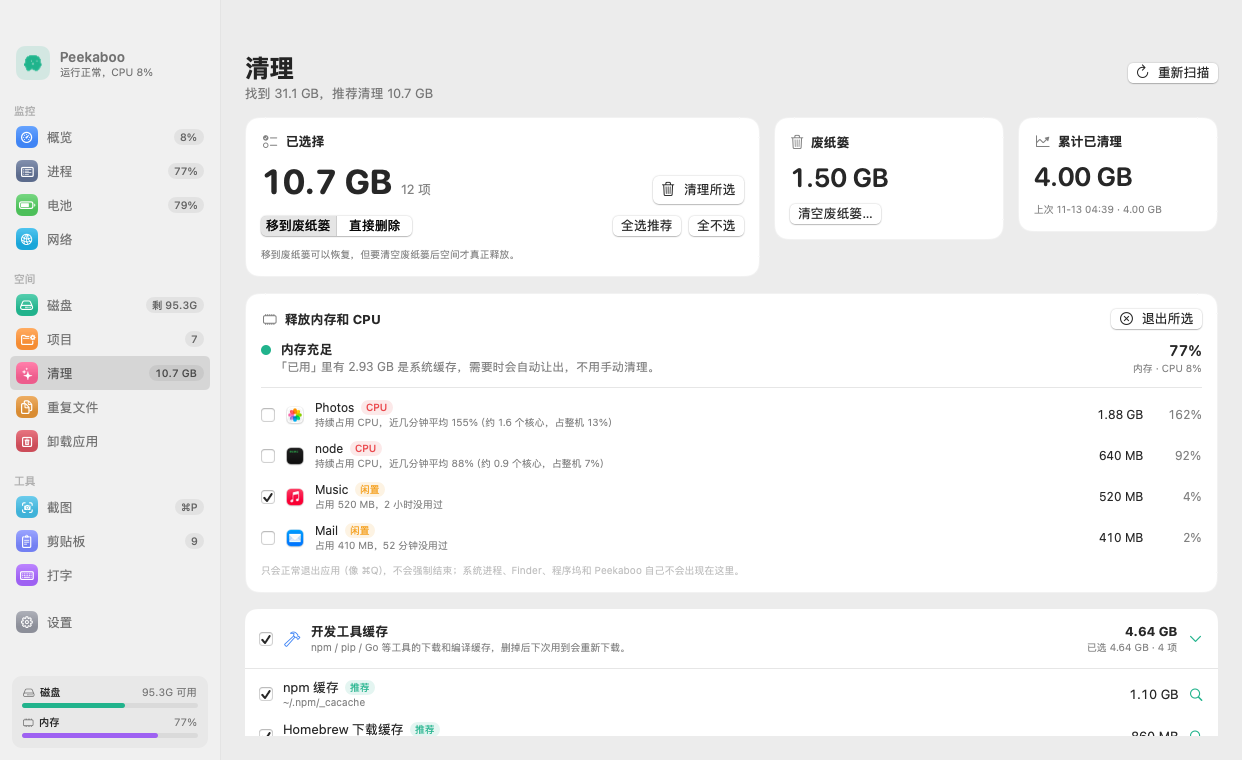 Peekaboo
运行正常，CPU 8%
监控
概览 8%
进程 77%
电池 79%
网络
空间
磁盘 剩 95.3G
项目 7
清理 10.7 GB
重复文件
卸载应用
工具
截图 ⌘P
剪贴板 9
打字
设置
磁盘 95.3G 可用
内存 77%
清理
找到 31.1 GB，推荐清理 10.7 GB
重新扫描
已选择
10.7 GB 12 项
清理所选
移到废纸篓 直接删除
全选推荐 全不选
移到废纸篓可以恢复，但要清空废纸篓后空间才真正释放。
废纸篓
1.50 GB
清空废纸篓...
累计已清理
4.00 GB
上次 11-13 04:39 · 4.00 GB
释放内存和 CPU
退出所选
内存充足 77%
「已用」里有 2.93 GB 是系统缓存，需要时会自动让出，不用手动清理。 内存 · CPU 8%
Photos CPU 1.88 GB 162%
持续占用 CPU，近几分钟平均 155% (约 1.6 个核心，占整机 13%)
node CPU 640 MB 92%
持续占用 CPU，近几分钟平均 88% (约 0.9 个核心，占整机 7%)
Music 闲置 520 MB 4%
占用 520 MB，2 小时没用过
Mail 闲置 410 MB 2%
占用 410 MB，52 分钟没用过
只会正常退出应用 (像 ⌘Q)，不会强制结束；系统进程、Finder、程序坞和 Peekaboo 自己不会出现在这里。
开发工具缓存 4.64 GB
npm / pip / Go 等工具的下载和编译缓存，删掉后下次用到会重新下载。 已选 4.64 GB · 4 项
npm 缓存 推荐 1.10 GB
~/.npm/_cacache
Homebrew 下载缓存 推荐 860 MB